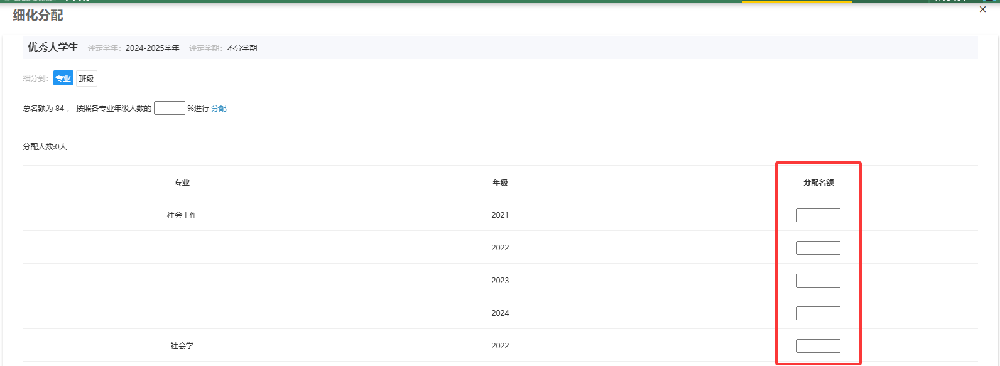 细化分配
×
优秀大学生 评定学年: 2024-2025学年 评定学期: 不分学期
细分到: 专业 班级
总名额为 84， 按照各专业年级人数的 %进行 分配
分配人数:0人
专业 年级 分配名额
社会工作 2021
2022
2023
2024
社会学 2022